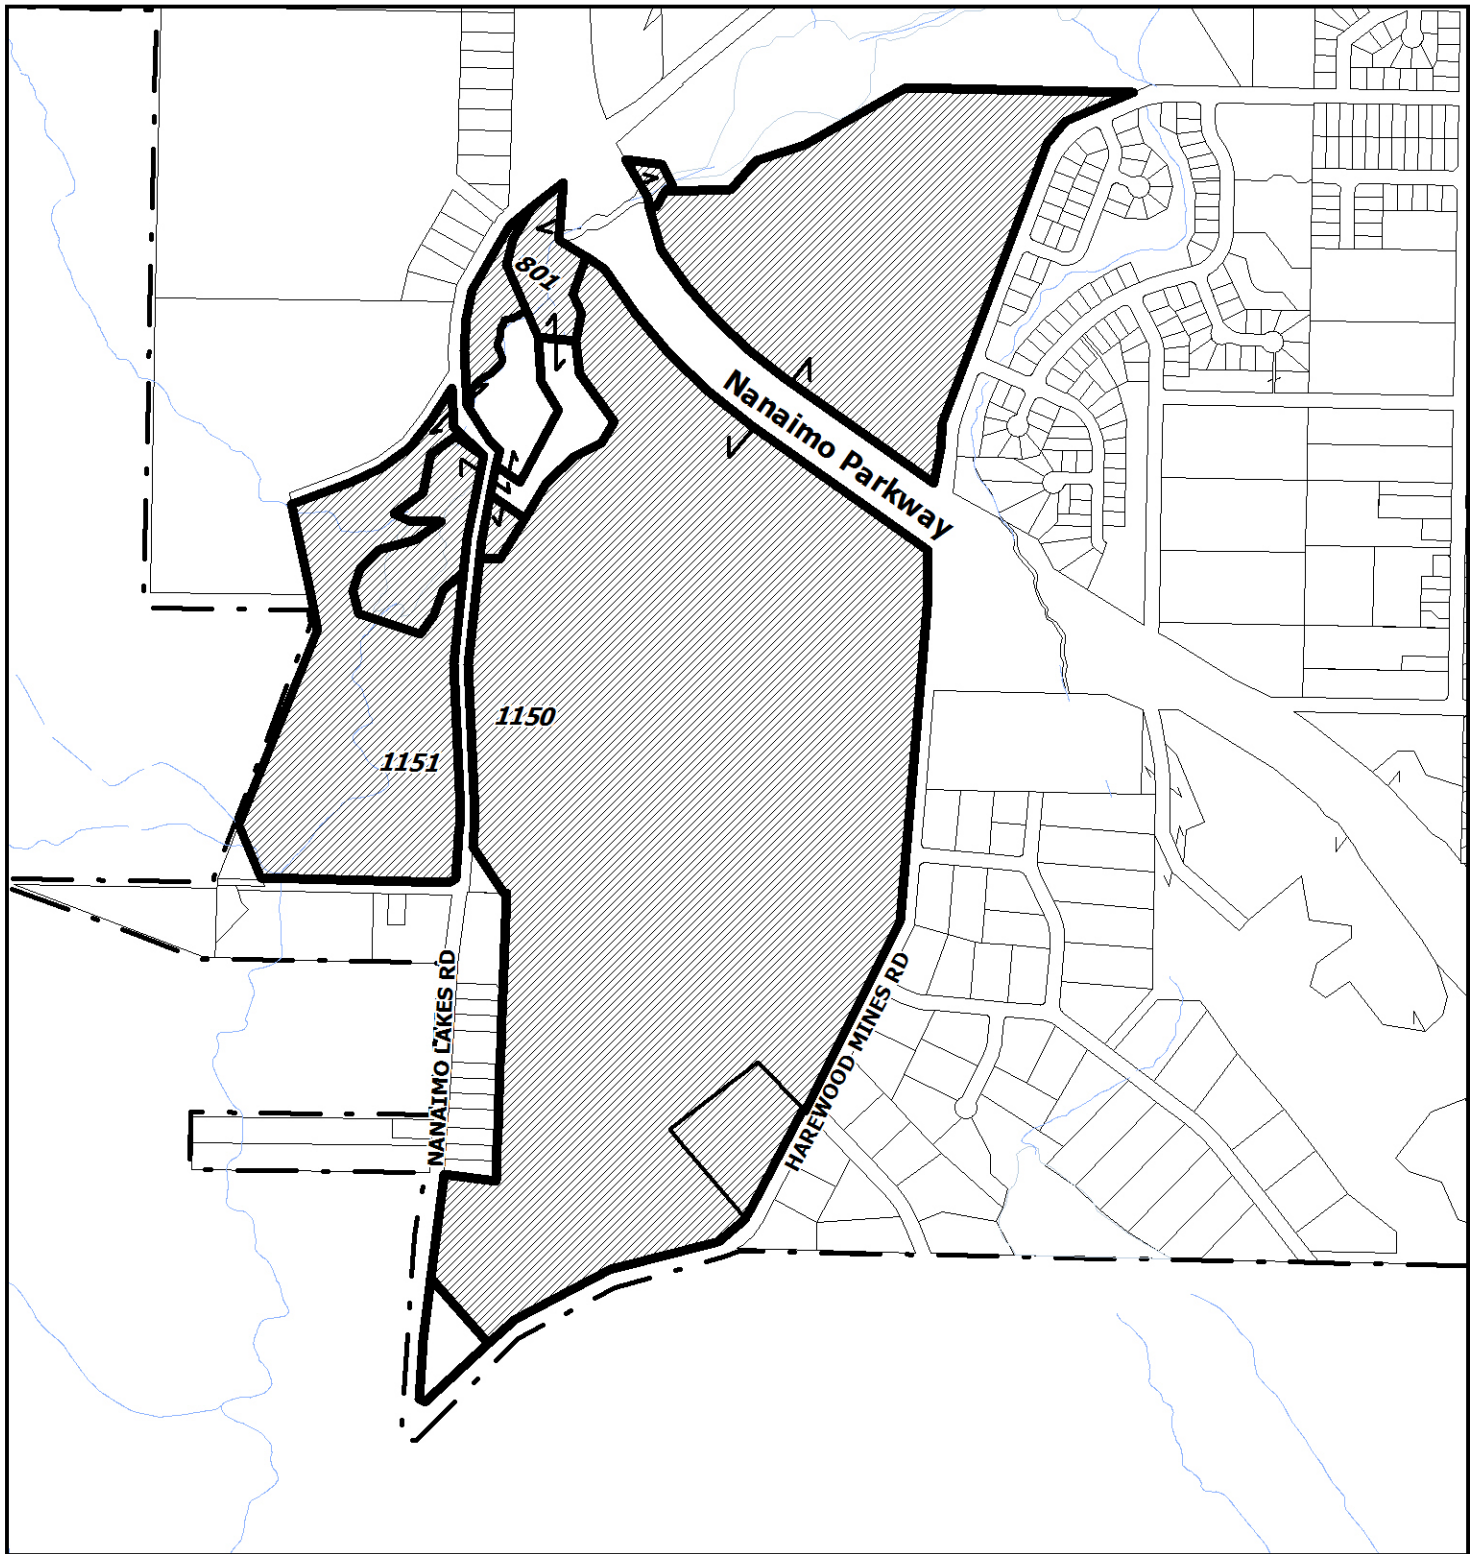 801
Nanaimo Parkway
1150
1151
NANAIMO LAKES RD
HAREWOOD MINES RD